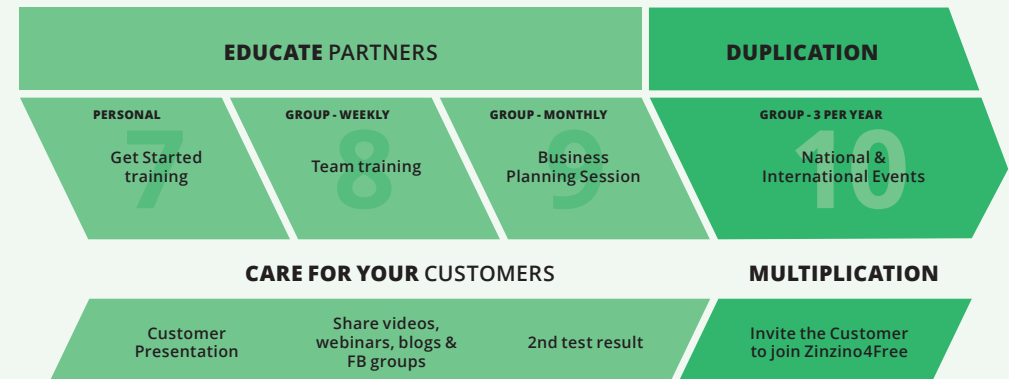 EDUCATE PARTNERS
DUPLICATION
PERSONAL
7
Get Started
training
GROUP - WEEKLY
8
Team training
GROUP - MONTHLY
9
Business
Planning Session
GROUP - 3 PER YEAR
10
National &
International Events
CARE FOR YOUR CUSTOMERS
MULTIPLICATION
Customer
Presentation
Share videos,
webinars, blogs &
FB groups
2nd test result
Invite the Customer
to join Zinzino4Free